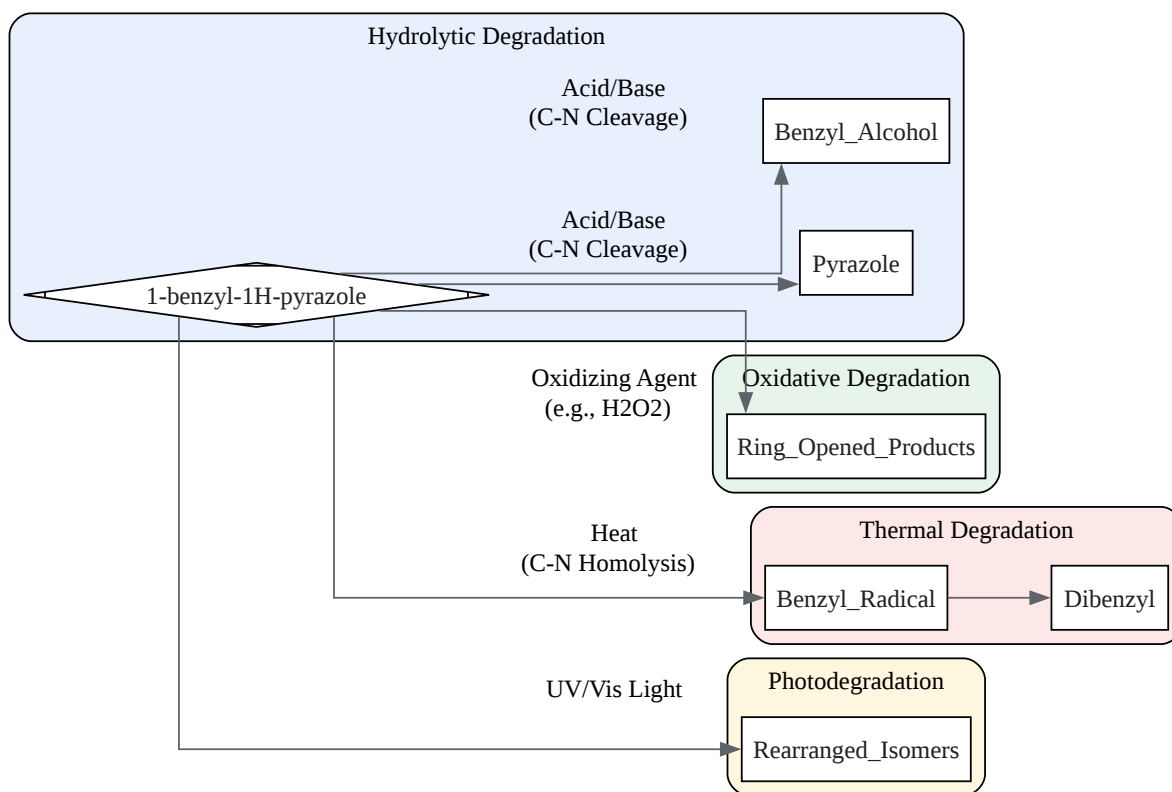 Hydrolytic Degradation
Acid/Base
(C-N Cleavage)
Benzyl_Alcohol
Acid/Base
(C-N Cleavage)
Pyrazole
1-benzyl-1H-pyrazole
Oxidizing Agent
(e.g., H2O2)
Oxidative Degradation
Ring_Opened_Products
Heat
(C-N Homolysis)
Thermal Degradation
Benzyl_Radical
Dibenzyl
UV/Vis Light
Photodegradation
Rearranged_Isomers